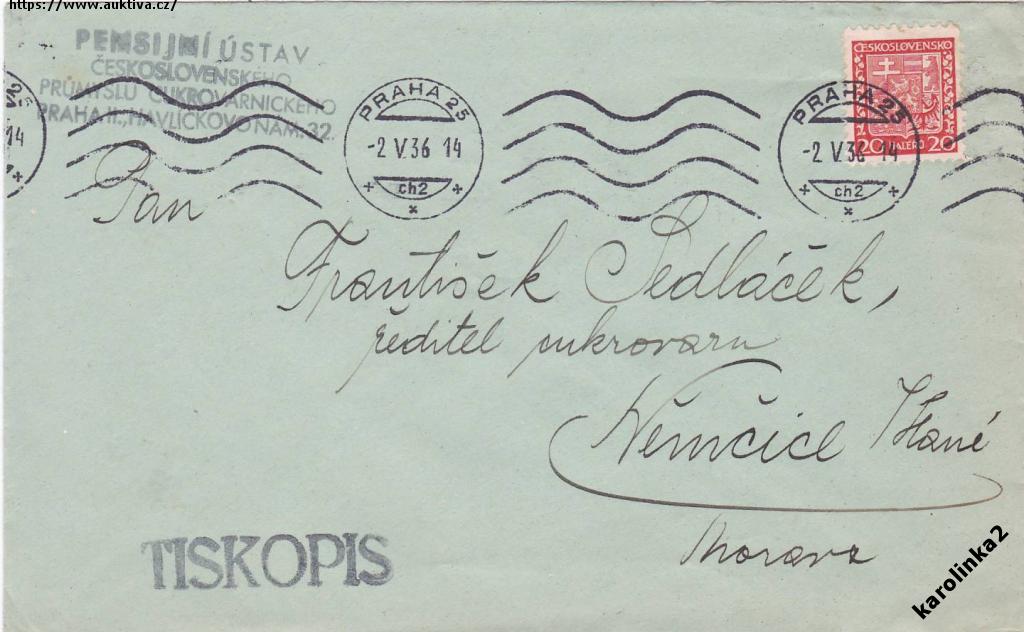 https://www.auktiva.cz/
PENSIJNÍ ÚSTAV
ČESKOSLOVENSKÉHO
PRŮMYSLU CUKROVARNICKÉHO
PRAHA II., HAVLÍČKOVO NÁM. 32.
14
PRAHA 25
-2 V.36 14
ch2
PRAHA 25
-2 V.36 14
ch2
ČESKOSLOVENSKO
20 HALÉŘŮ 20
Pan
František Sedláček,
ředitel cukrovaru
Němčice Hané
Morava
TISKOPIS
karolinka2